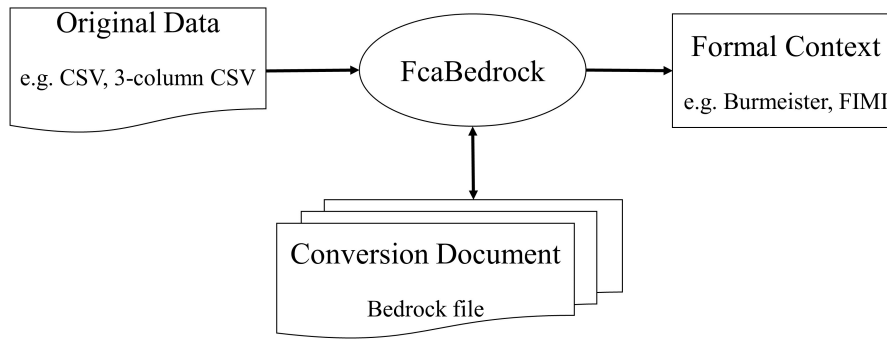 Original Data
e.g. CSV, 3-column CSV
FcaBedrock
Formal Context
e.g. Burmeister, FIMI
Conversion Document
Bedrock file